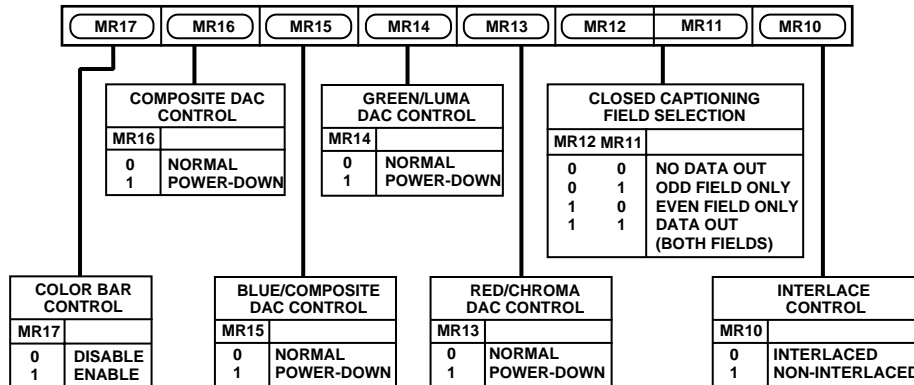 MR17 MR16 MR15 MR14 MR13 MR12 MR11 MR10
COMPOSITE DAC
CONTROL
MR16
0 NORMAL
1 POWER-DOWN
GREEN/LUMA
DAC CONTROL
MR14
0 NORMAL
1 POWER-DOWN
CLOSED CAPTIONING
FIELD SELECTION
MR12 MR11
0 0 NO DATA OUT
0 1 ODD FIELD ONLY
1 0 EVEN FIELD ONLY
1 1 DATA OUT
(BOTH FIELDS)
COLOR BAR
CONTROL
MR17
0 DISABLE
1 ENABLE
BLUE/COMPOSITE
DAC CONTROL
MR15
0 NORMAL
1 POWER-DOWN
RED/CHROMA
DAC CONTROL
MR13
0 NORMAL
1 POWER-DOWN
INTERLACE
CONTROL
MR10
0 INTERLACED
1 NON-INTERLACED